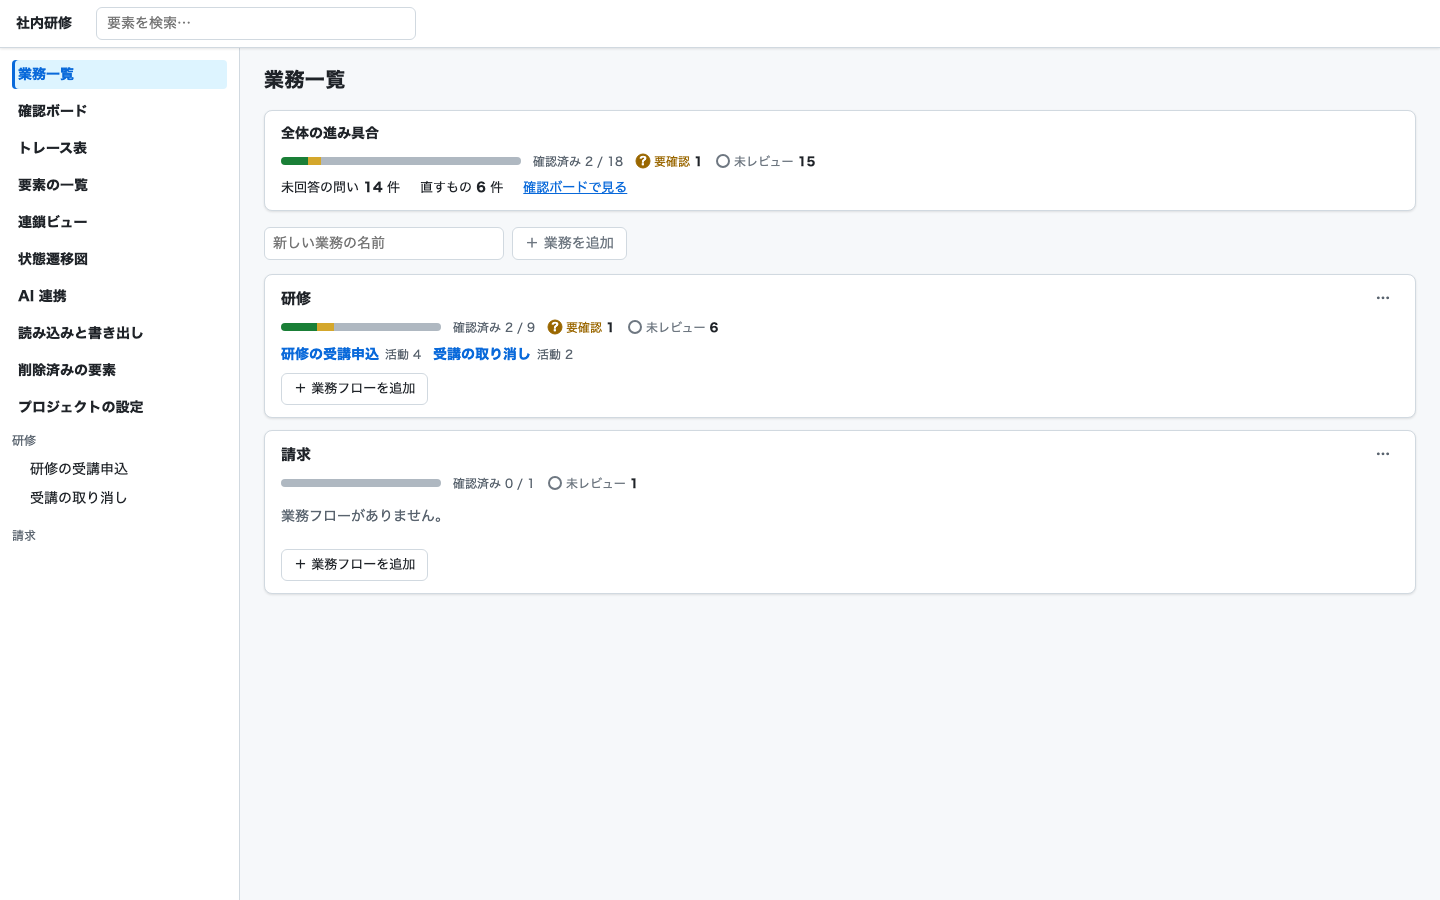 社内研修
要素を検索…
業務一覧
確認ボード
トレース表
要素の一覧
連鎖ビュー
状態遷移図
AI 連携
読み込みと書き出し
削除済みの要素
プロジェクトの設定
研修
研修の受講申込
受講の取り消し
請求
業務一覧
全体の進み具合
確認済み 2 / 18 ? 要確認 1 未レビュー 15
未回答の問い 14 件 直すもの 6 件 確認ボードで見る
新しい業務の名前 + 業務を追加
研修 …
確認済み 2 / 9 ? 要確認 1 未レビュー 6
研修の受講申込 活動 4 受講の取り消し 活動 2
+ 業務フローを追加
請求 …
確認済み 0 / 1 未レビュー 1
業務フローがありません。
+ 業務フローを追加